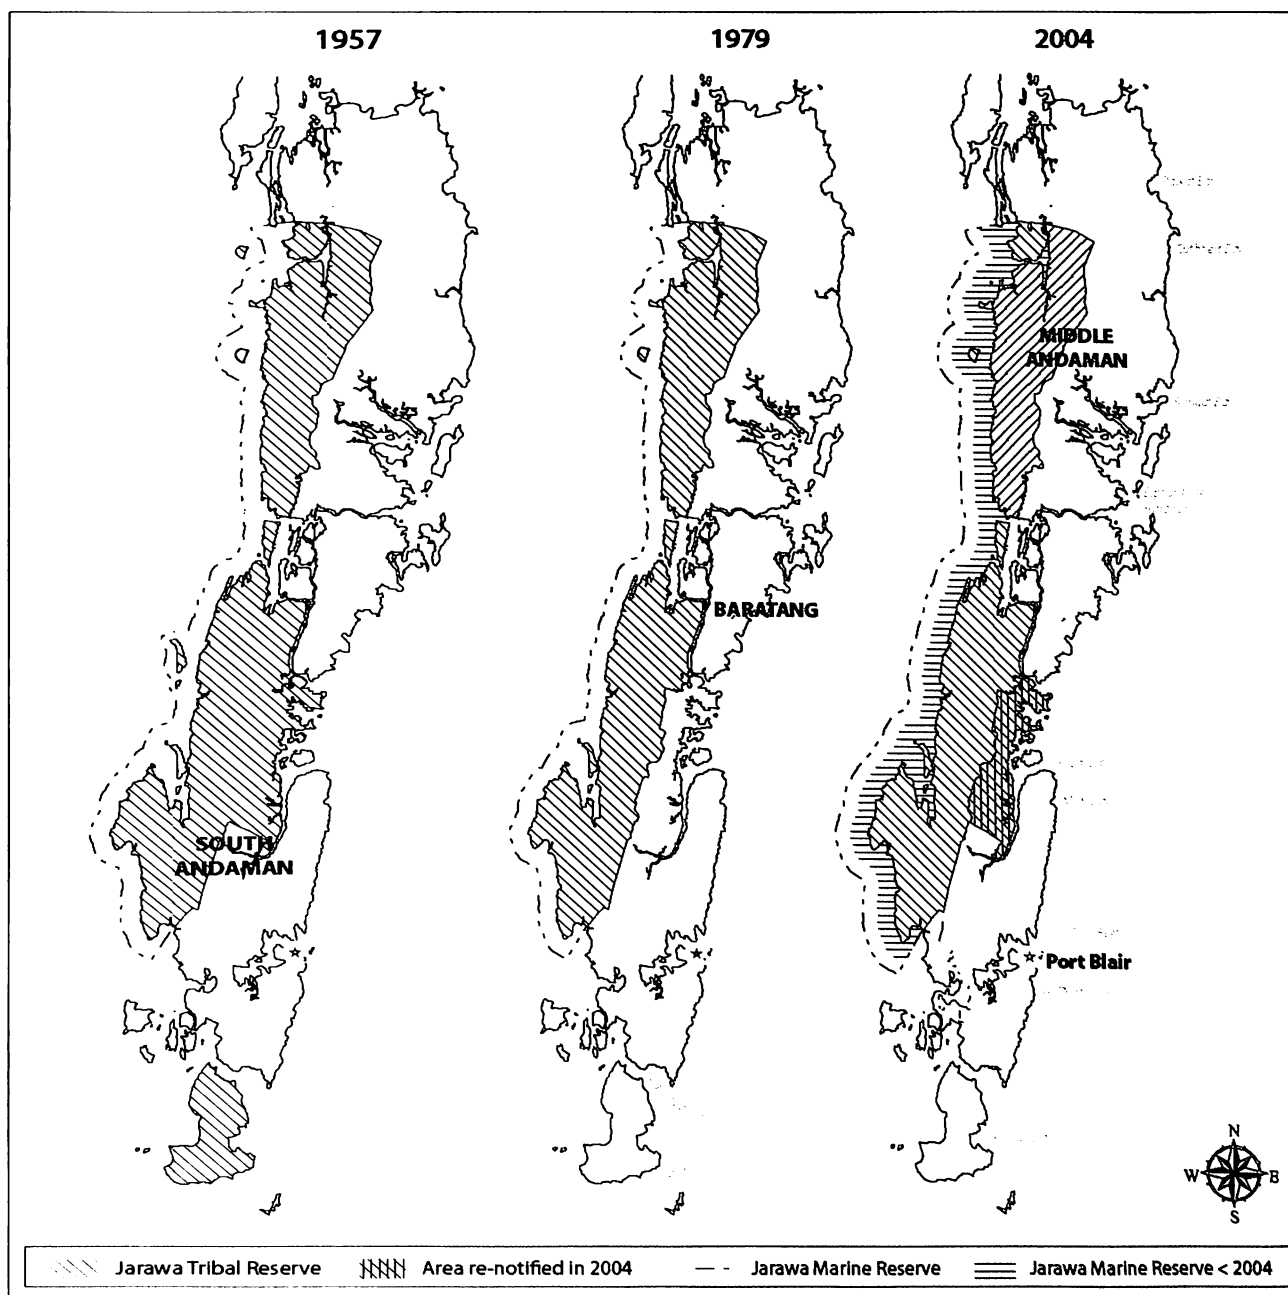 1957
1979
2004
MIDDLE
ANDAMAN
BARATANG
SOUTH
ANDAMAN
Port Blair
N
W
E
S
Jarawa Tribal Reserve
Area re-notified in 2004
Jarawa Marine Reserve
Jarawa Marine Reserve < 2004